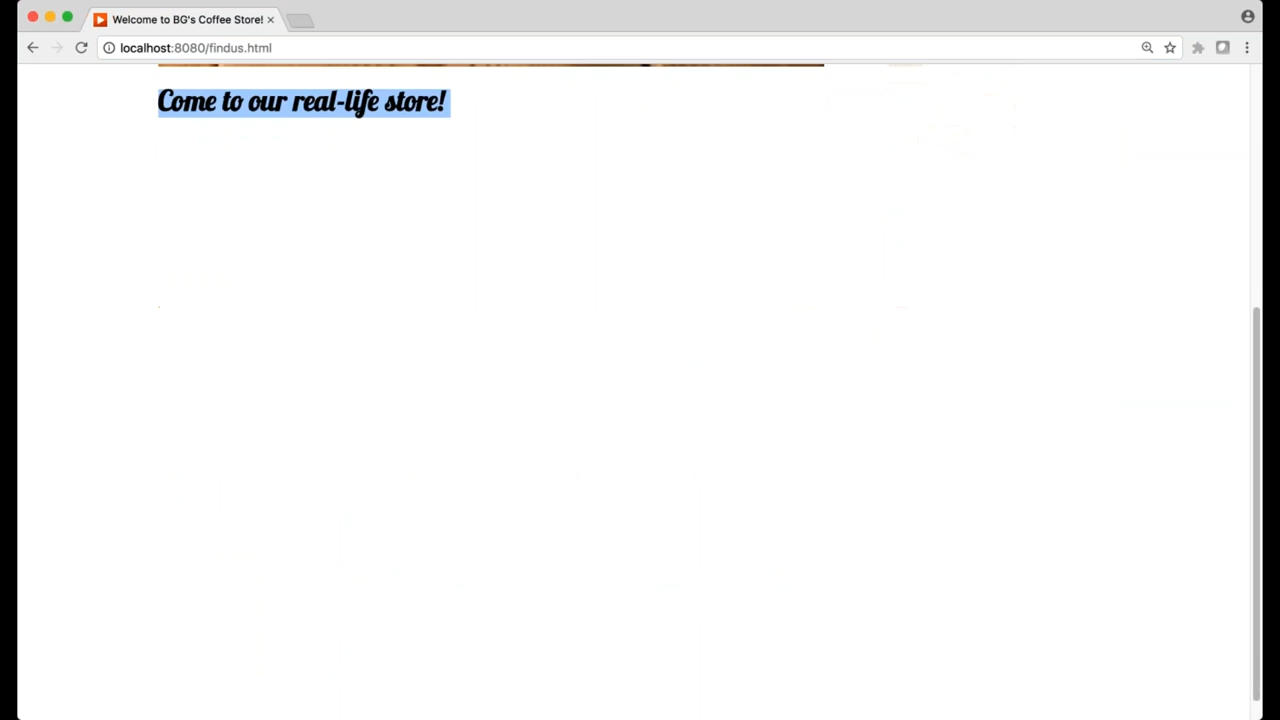 Welcome to BG's Coffee Store!
localhost:8080/findus.html
Come to our real-life store!